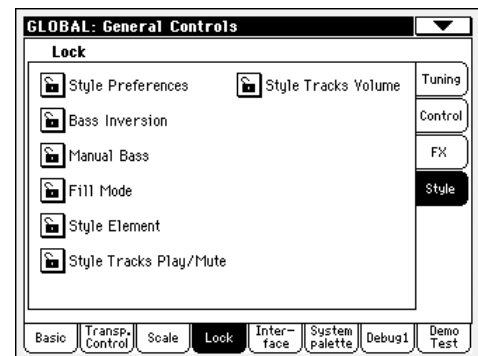 GLOBAL: General Controls
Lock
Style Preferences
Style Tracks Volume
Bass Inversion
Manual Bass
Fill Mode
Style Element
Style Tracks Play/Mute
Tuning
Control
FX
Style
Basic
Transp.
Control
Scale
Lock
Inter-
face
System
palette
Debug1
Demo
Test